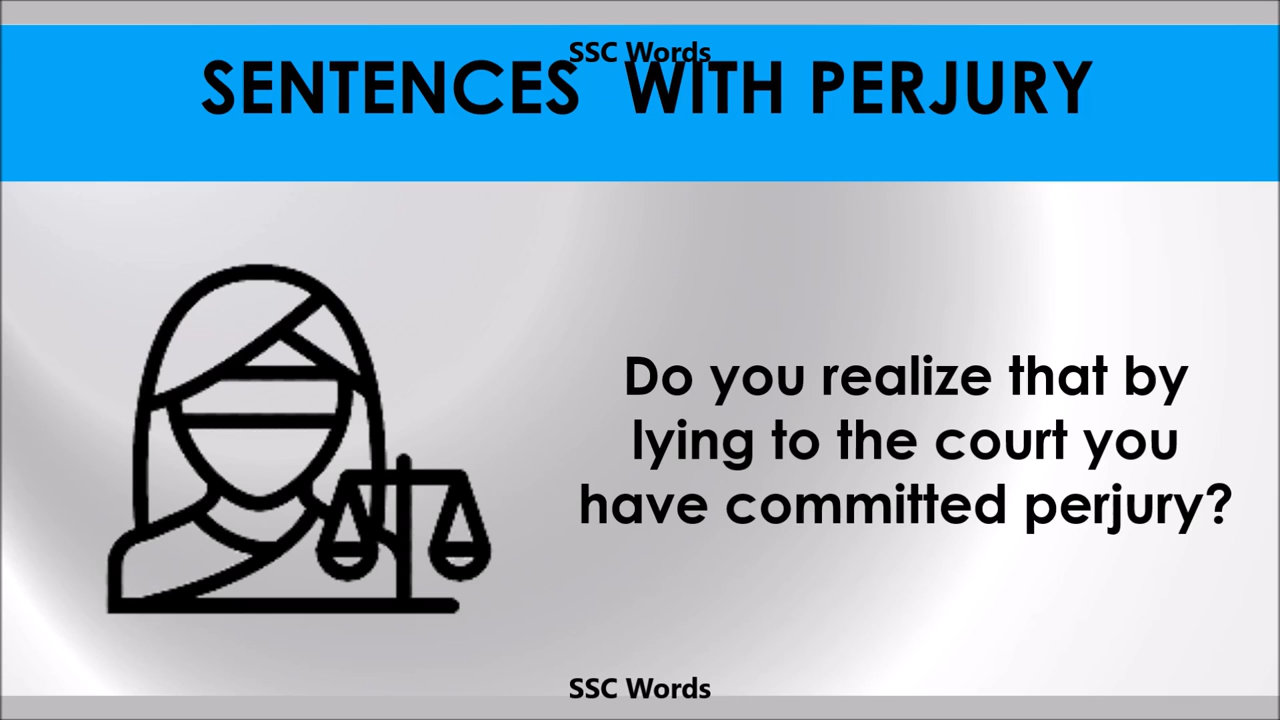 SSC Words
SENTENCES WITH PERJURY
Do you realize that by
lying to the court you
have committed perjury?
SSC Words